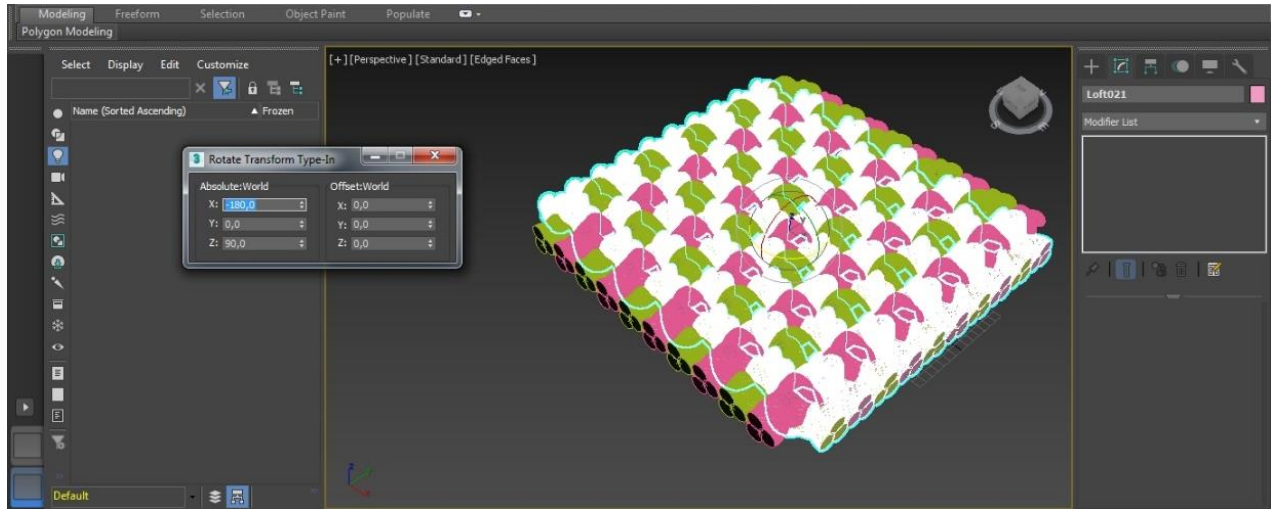 Modeling Freeform Selection Object Paint Populate
Polygon Modeling
Select Display Edit Customize
Name (Sorted Ascending) ▲ Frozen
[+][Perspective][Standard][Edged Faces]
Loft021
Modifier List
3 Rotate Transform Type-In
Absolute:World Offset:World
X: -180,0 X: 0,0
Y: 0,0 Y: 0,0
Z: 90,0 Z: 0,0
Default